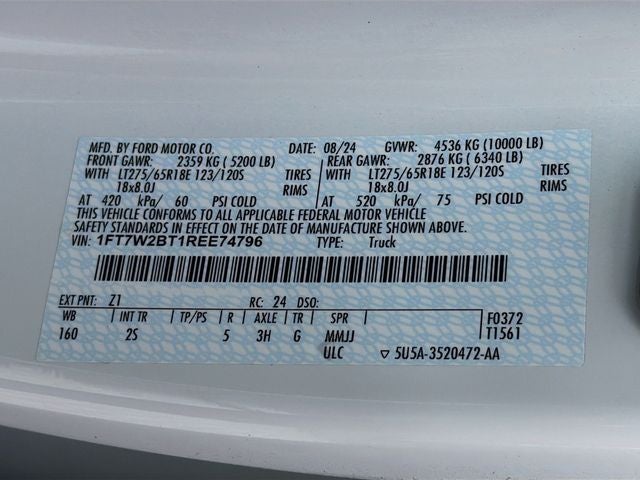 MFD. BY FORD MOTOR CO. DATE: 08/24 GVWR: 4536 KG (10000 LB)
FRONT GAWR: 2359 KG ( 5200 LB) REAR GAWR: 2876 KG ( 6340 LB)
WITH LT275/65R18E 123/120S TIRES WITH LT275/65R18E 123/120S TIRES
18x8.0J RIMS 18x8.0J RIMS
AT 420 kPa/ 60 PSI COLD AT 520 kPa/ 75 PSI COLD
THIS VEHICLE CONFORMS TO ALL APPLICABLE FEDERAL MOTOR VEHICLE
SAFETY STANDARDS IN EFFECT ON THE DATE OF MANUFACTURE SHOWN ABOVE.
VIN: 1FT7W2BT1REE74796 TYPE: Truck
EXT PNT: Z1 RC: 24 DSO:
WB INT TR TP/PS R AXLE TR SPR F0372
160 2S 5 3H G MMJJ T1561
ULC ▽ 5U5A-3520472-AA